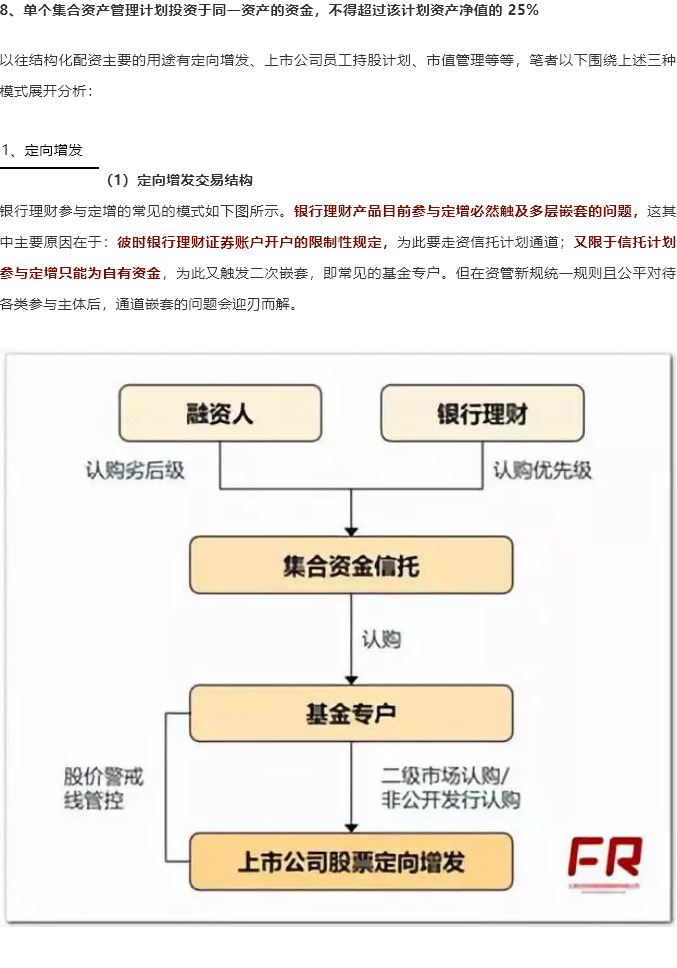 8、单个集合资产管理计划投资于同一资产的资金，不得超过该计划资产净值的 25%
以往结构化配资主要的用途有定向增发、上市公司员工持股计划、市值管理等等，笔者以下围绕上述三种
模式展开分析：
1、定向增发
（1）定向增发交易结构
银行理财参与定增的常见的模式如下图所示。银行理财产品目前参与定增必然触及多层嵌套的问题，这其
中主要原因在于：彼时银行理财证券账户开户的限制性规定，为此要走资信托计划通道；又限于信托计划
参与定增只能为自有资金，为此又触发二次嵌套，即常见的基金专户。但在资管新规统一规则且公平对待
各类参与主体后，通道嵌套的问题会迎刃而解。
融资人
银行理财
认购劣后级
认购优先级
集合资金信托
认购
基金专户
股价警戒
线管控
二级市场认购/
非公开发行认购
上市公司股票定向增发
FR